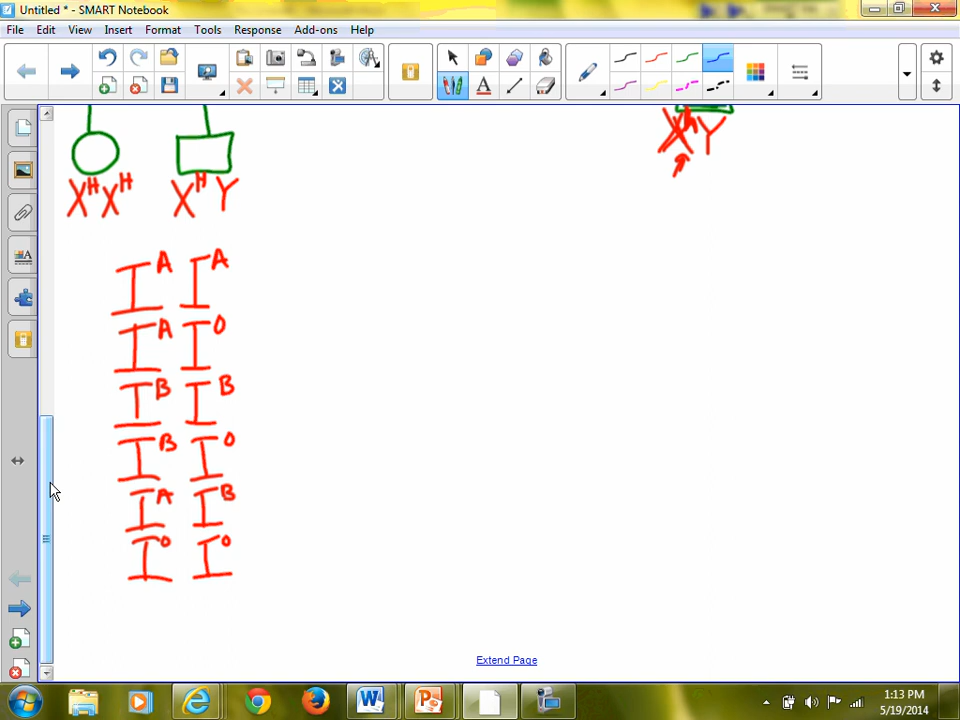 Untitled * - SMART Notebook
File Edit View Insert Format Tools Response Add-ons Help
X^h Y
X^H X^H X^H Y
I^A I^A
I^A I^O
I^B I^B
I^B I^O
I^A I^B
I^O I^O
Extend Page
1:13 PM
5/19/2014